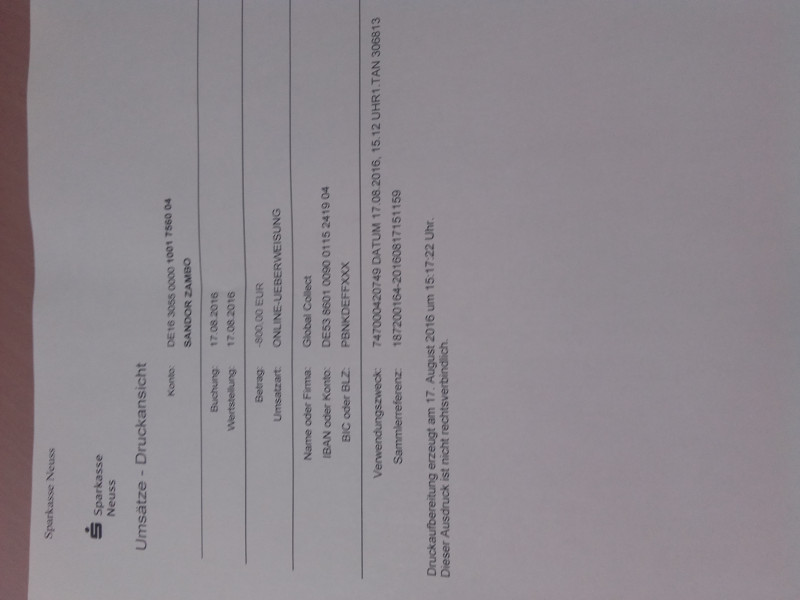 Sparkasse Neuss
Sparkasse
Neuss
Umsätze - Druckansicht
Konto: DE16 3055 0000 1001 7560 04
SANDOR ZAMBO
Buchung: 17.08.2016
Wertstellung: 17.08.2016
Betrag: -800,00 EUR
Umsatzart: ONLINE-UEBERWEISUNG
Name oder Firma: Global Collect
IBAN oder Konto: DE53 8601 0090 0115 2419 04
BIC oder BLZ: PBNKDEFFXXX
Verwendungszweck: 747000420749 DATUM 17.08.2016, 15.12 UHR1.TAN 306813
Sammlerreferenz: 187200164-20160817151159
Druckaufbereitung erzeugt am 17. August 2016 um 15:17:22 Uhr.
Dieser Ausdruck ist nicht rechtsverbindlich.